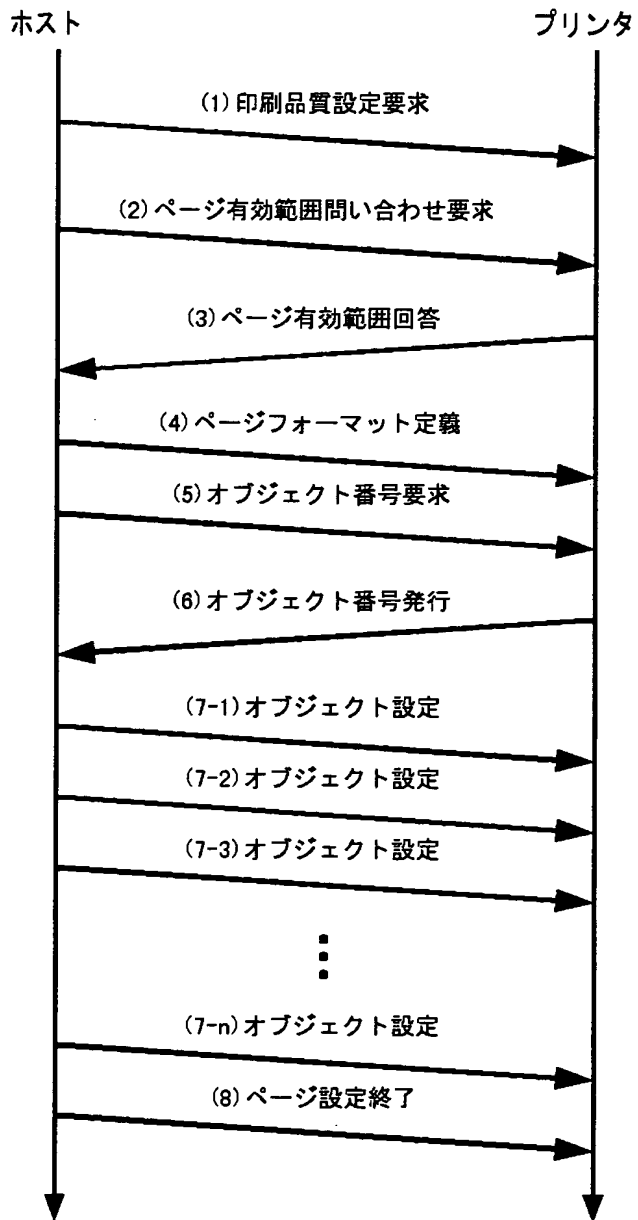 ホスト
プリンタ
(1)印刷品質設定要求
(2)ページ有効範囲問い合わせ要求
(3)ページ有効範囲回答
(4)ページフォーマット定義
(5)オブジェクト番号要求
(6)オブジェクト番号発行
(7-1)オブジェクト設定
(7-2)オブジェクト設定
(7-3)オブジェクト設定
(7-n)オブジェクト設定
(8)ページ設定終了